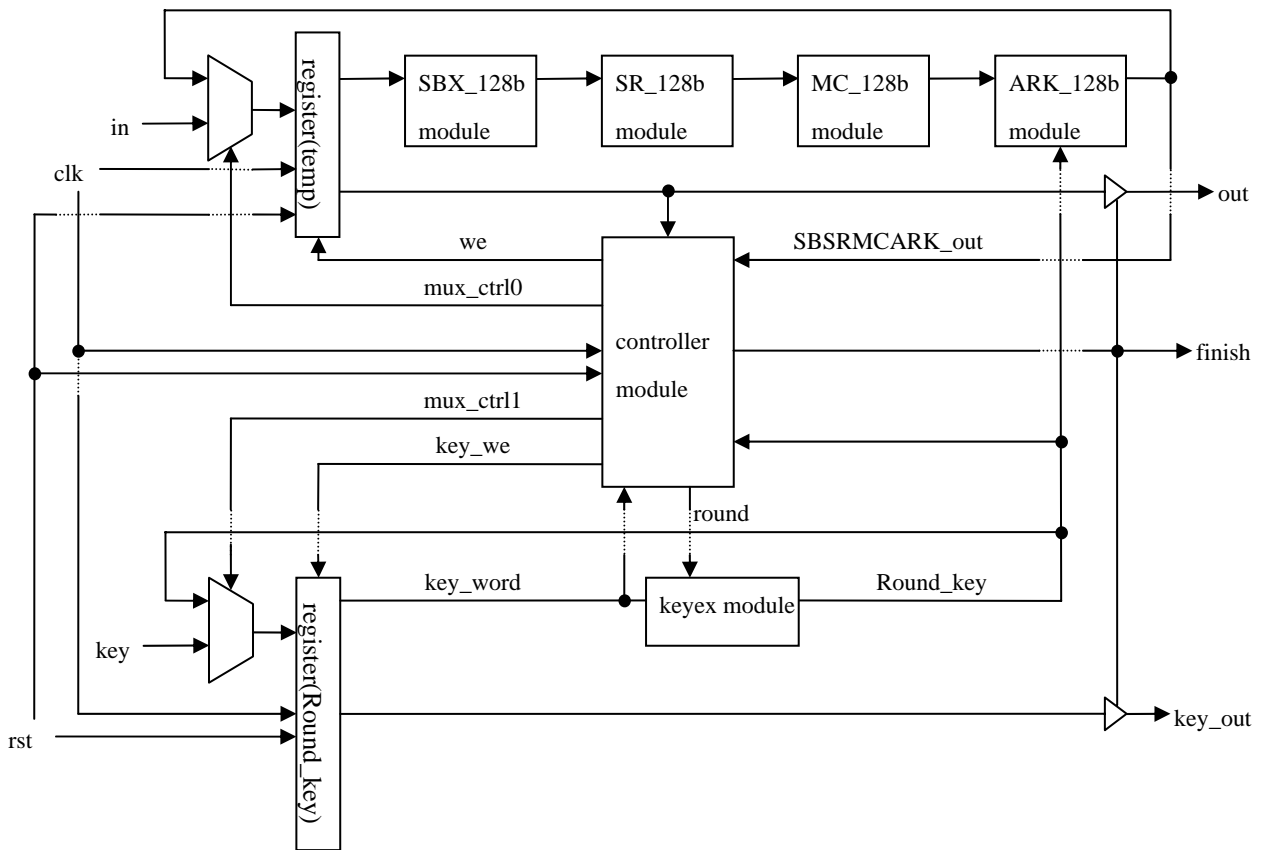 register(temp)
SBX_128b
module
SR_128b
module
MC_128b
module
ARK_128b
module
in
clk
out
we
SBSRMCARK_out
mux_ctrl0
controller
module
finish
mux_ctrl1
key_we
round
key_word
Round_key
keyex module
register(Round_key)
key
key_out
rst